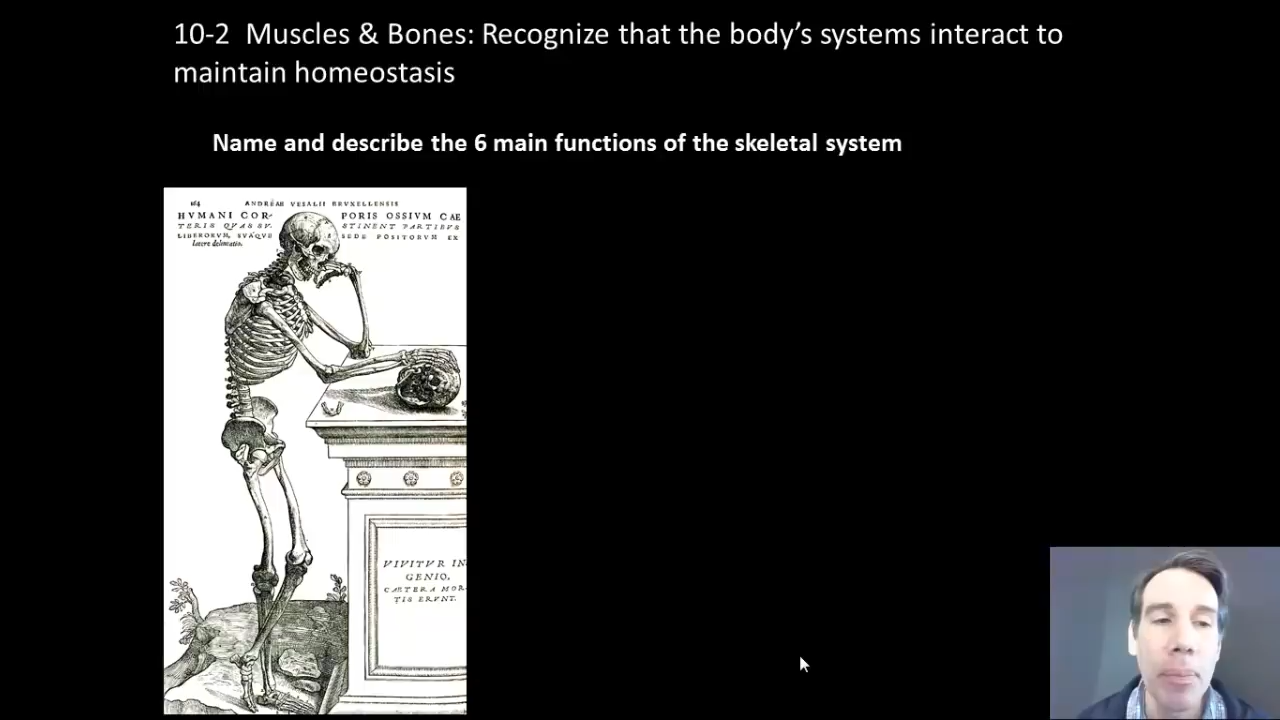 10-2 Muscles & Bones: Recognize that the body's systems interact to
maintain homeostasis
Name and describe the 6 main functions of the skeletal system
164 ANDREAE VESALII BRVXELLENSIS
HVMANI COR- PORIS OSSIVM CAE
TERIS QVAS SV- STINENT PARTIBVS
LIBERORVM, SVAQVE SEDE POSITORVM EX
latere delineatio.
VIVITVR IN
GENIO,
CAETERA MOR
TIS ERVNT.